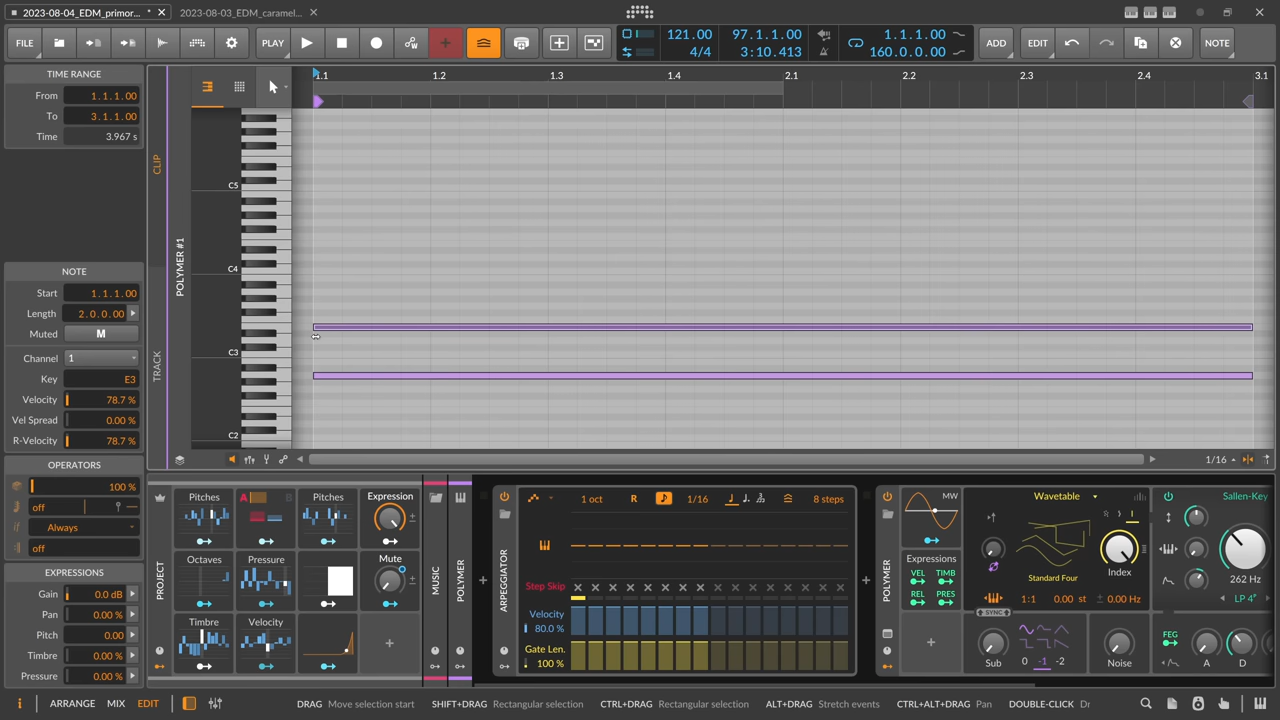 2023-08-04_EDM_primor... *
2023-08-03_EDM_caramel...
FILE
PLAY
121.00
4/4
97.1.1.00
3:10.413
1.1.1.00
160.0.0.00
ADD
EDIT
NOTE
TIME RANGE
From 1.1.1.00
To 3.1.1.00
Time 3.967 s
NOTE
Start 1.1.1.00
Length 2.0.0.00
Muted M
Channel 1
Key E3
Velocity 78.7 %
Vel Spread 0.00 %
R-Velocity 78.7 %
OPERATORS
100 %
off
Always
off
EXPRESSIONS
Gain 0.0 dB
Pan 0.00 %
Pitch 0.00
Timbre 0.00 %
Pressure 0.00 %
CLIP
TRACK
POLYMER #1
1.1 1.2 1.3 1.4 2.1 2.2 2.3 2.4 3.1
C5
C4
C3
C2
1/16
PROJECT
Pitches A B Pitches Expression
Octaves Pressure Mute
Timbre Velocity
MUSIC
POLYMER
ARPEGGIATOR
1 oct R 1/16 8 steps
Step Skip
Velocity
80.0 %
Gate Len.
100 %
POLYMER
MW
Expressions
VEL TIMB
REL PRES
Wavetable
R S I
Index
Standard Four
1:1 0.00 st ± 0.00 Hz
SYNC
Sub
0 -1 -2
Noise
Sallen-Key
262 Hz
LP 4*
FEG
A D
ARRANGE MIX EDIT
DRAG Move selection start SHIFT+DRAG Rectangular selection CTRL+DRAG Rectangular selection ALT+DRAG Stretch events CTRL+ALT+DRAG Pan DOUBLE-CLICK